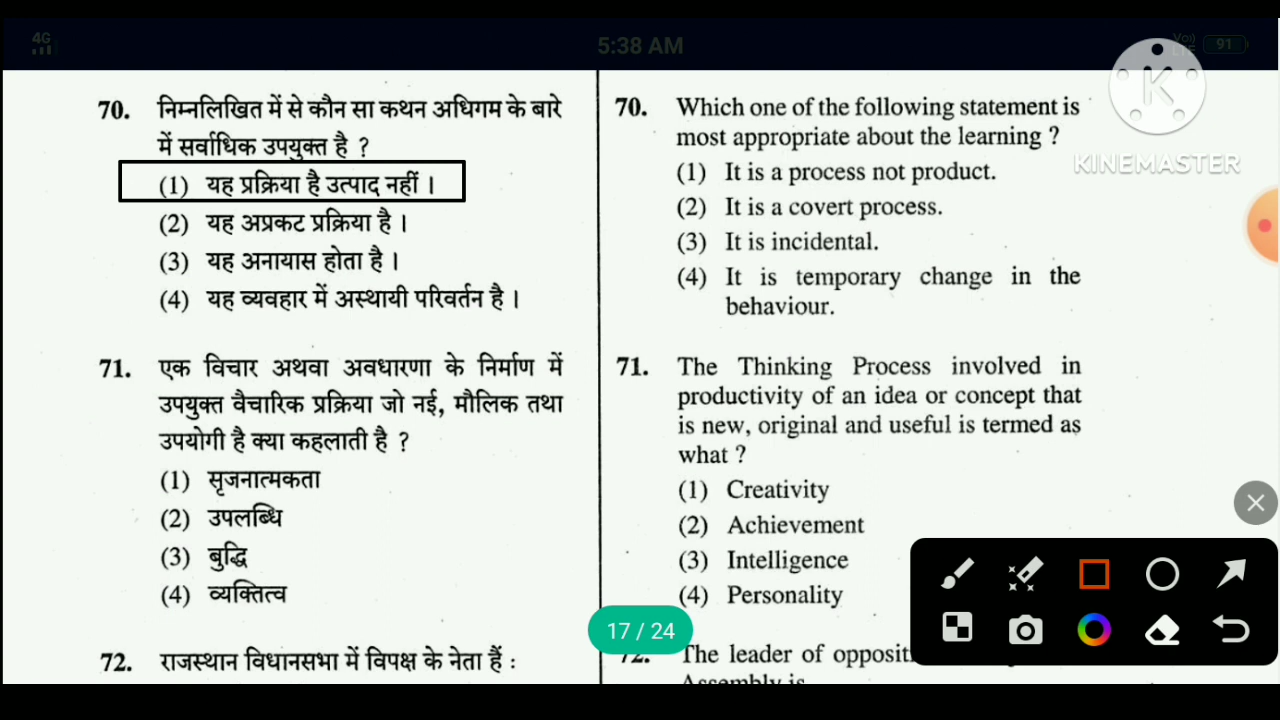 4G
5:38 AM
91
70. निम्नलिखित में से कौन सा कथन अधिगम के बारे
में सर्वाधिक उपयुक्त है ?
(1) यह प्रक्रिया है उत्पाद नहीं ।
(2) यह अप्रकट प्रक्रिया है ।
(3) यह अनायास होता है ।
(4) यह व्यवहार में अस्थायी परिवर्तन है ।
71. एक विचार अथवा अवधारणा के निर्माण में
उपयुक्त वैचारिक प्रक्रिया जो नई, मौलिक तथा
उपयोगी है क्या कहलाती है ?
(1) सृजनात्मकता
(2) उपलब्धि
(3) बुद्धि
(4) व्यक्तित्व
72. राजस्थान विधानसभा में विपक्ष के नेता हैं :
70. Which one of the following statement is
most appropriate about the learning ?
(1) It is a process not product.
(2) It is a covert process.
(3) It is incidental.
(4) It is temporary change in the
behaviour.
71. The Thinking Process involved in
productivity of an idea or concept that
is new, original and useful is termed as
what ?
(1) Creativity
(2) Achievement
(3) Intelligence
(4) Personality
72. The leader of
Assembly is
17 / 24
K
KINEMASTER